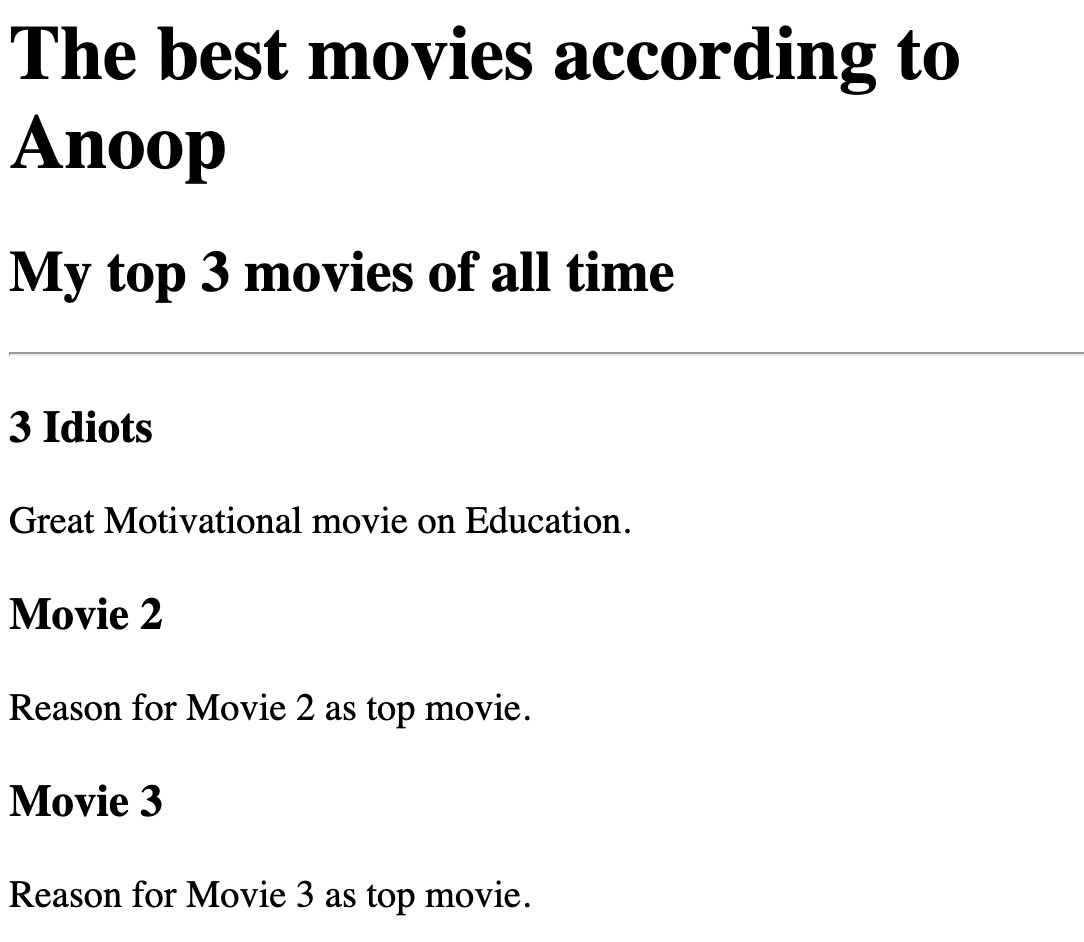 The best movies according to
Anoop
My top 3 movies of all time
3 Idiots
Great Motivational movie on Education.
Movie 2
Reason for Movie 2 as top movie.
Movie 3
Reason for Movie 3 as top movie.